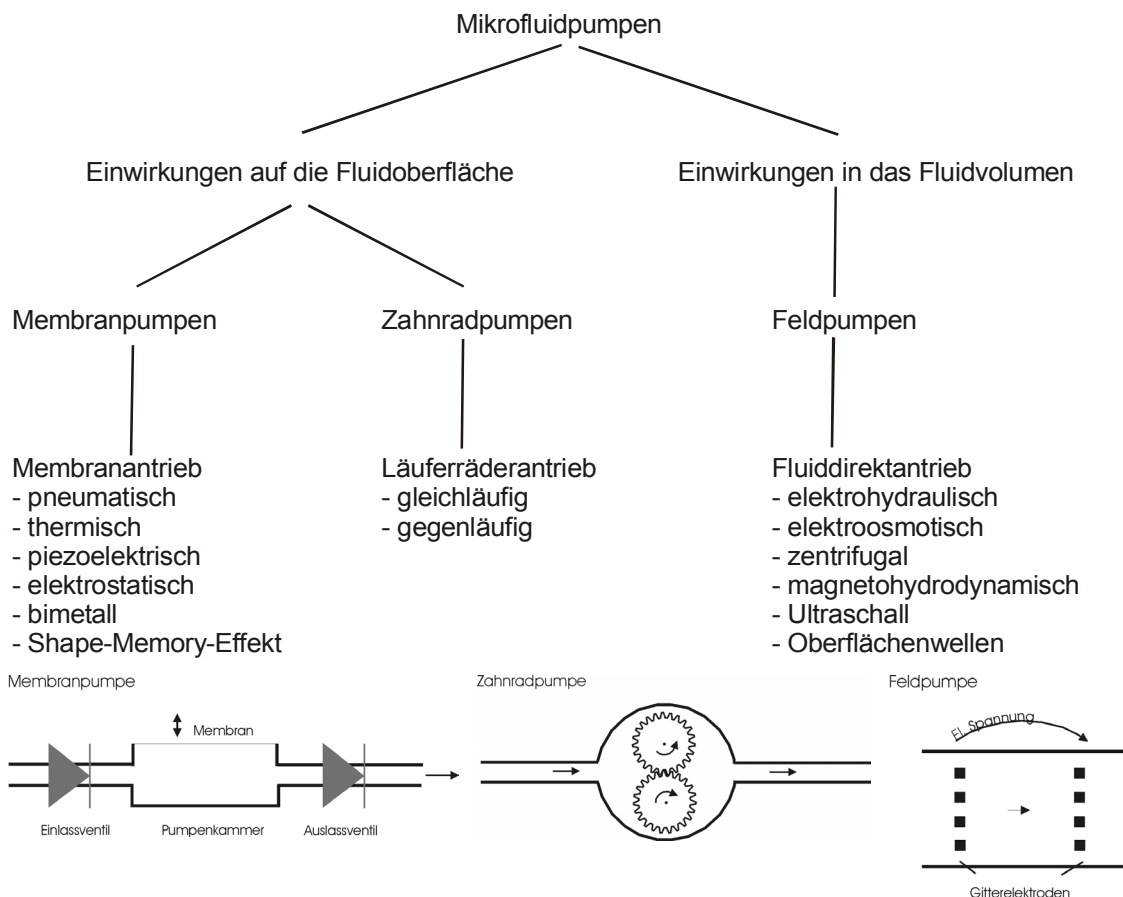 Mikrofluidpumpen
Einwirkungen auf die Fluidoberfläche
Einwirkungen in das Fluidvolumen
Membranpumpen
Zahnradpumpen
Feldpumpen
Membranantrieb
- pneumatisch
- thermisch
- piezoelektrisch
- elektrostatisch
- bimetall
- Shape-Memory-Effekt
Läuferräderantrieb
- gleichläufig
- gegenläufig
Fluiddirektantrieb
- elektrohydraulisch
- elektroosmotisch
- zentrifugal
- magnetohydrodynamisch
- Ultraschall
- Oberflächenwellen
Membranpumpe
Membran
Einlassventil
Pumpenkammer
Auslassventil
Zahnradpumpe
Feldpumpe
El. Spannung
Gitterelektroden